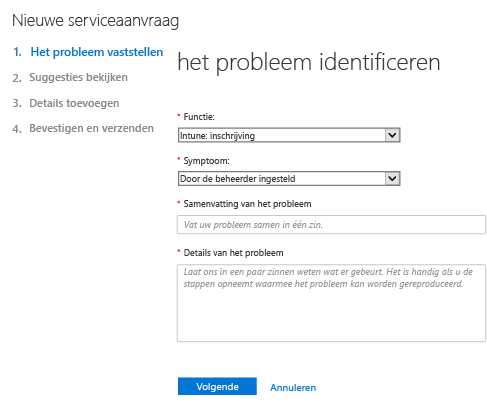 Nieuwe serviceaanvraag
1. Het probleem vaststellen
2. Suggesties bekijken
3. Details toevoegen
4. Bevestigen en verzenden
het probleem identificeren
* Functie:
Intune: inschrijving
* Symptoom:
Door de beheerder ingesteld
* Samenvatting van het probleem
Vat uw probleem samen in één zin.
* Details van het probleem
Laat ons in een paar zinnen weten wat er gebeurt. Het is handig als u de
stappen opneemt waarmee het probleem kan worden gereproduceerd.
Volgende Annuleren